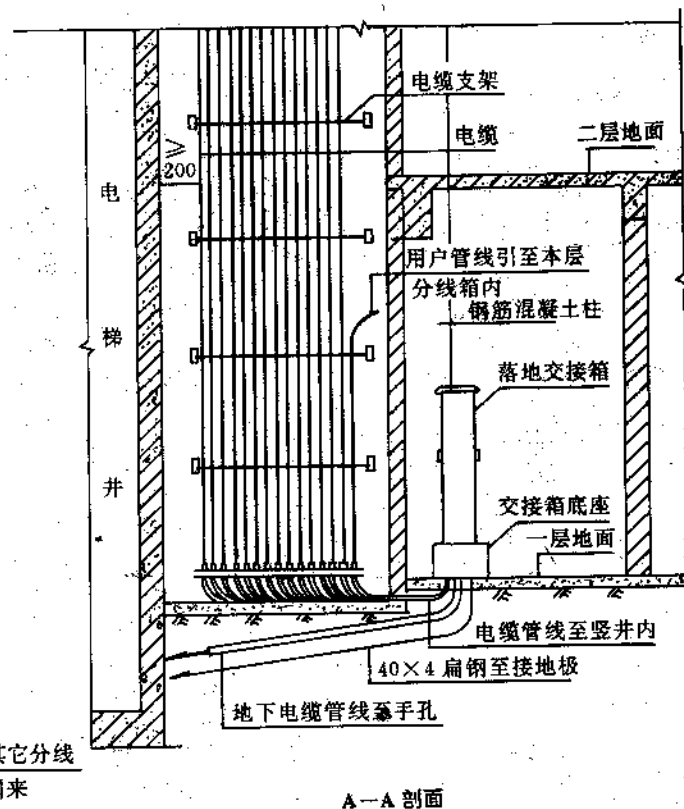 电缆支架
电缆
≥
200
二层地面
电
梯
井
用户管线引至本层
分线箱内
钢筋混凝土柱
落地交接箱
交接箱底座
一层地面
电缆管线至竖井内
40×4扁钢至接地极
地下电缆管线至手孔
其它分线
来
A—A 剖面